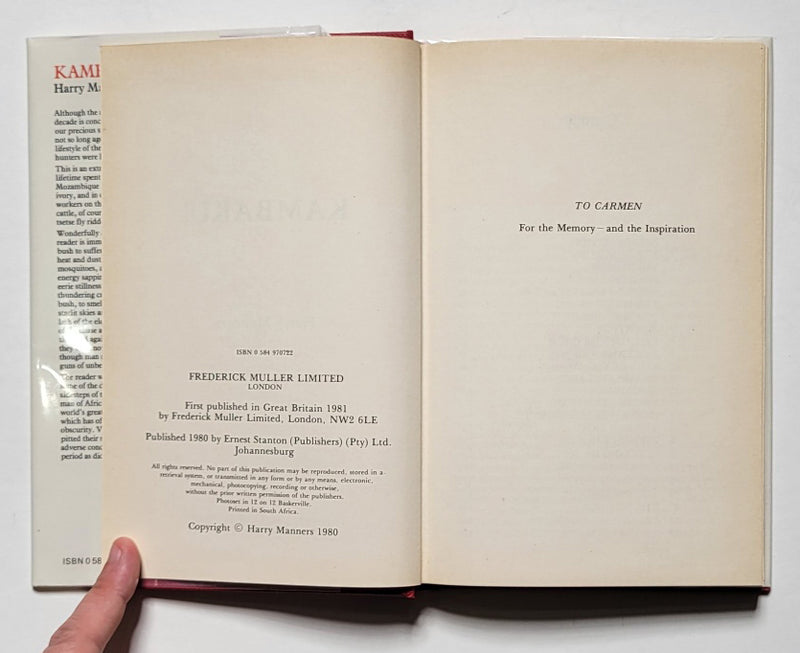 KAMB
Harry M
Although the
decade is conc
our precious s
not so long ag
lifestyle of the
hunters were
This is an ext
lifetime spent
Mozambique
ivory, and in
workers on th
cattle, of cour
tsetse fly ridd
Wonderfully
reader is imm
bush to suffe
heat and dust
mosquitoes,
energy sappi
eerie stillness
thundering c
bush, to smel
starlit skies a
though man
guns of unbe
man of Afric
world's grea
which has of
obscurity. V
pitted their
adverse cond
period as dic
ISBN 0 58
KAMBAKU
ISBN 0 584 970722
FREDERICK MULLER LIMITED
LONDON
First published in Great Britain 1981
by Frederick Muller Limited, London, NW2 6LE
Published 1980 by Ernest Stanton (Publishers) (Pty) Ltd.
Johannesburg
All rights reserved. No part of this publication may be reproduced, stored in a
retrieval system, or transmitted in any form or by any means, electronic,
mechanical, photocopying, recording or otherwise,
without the prior written permission of the publishers.
Photoset in 12 on 12 Baskerville.
Printed in South Africa.
Copyright © Harry Manners 1980
TO CARMEN
For the Memory – and the Inspiration